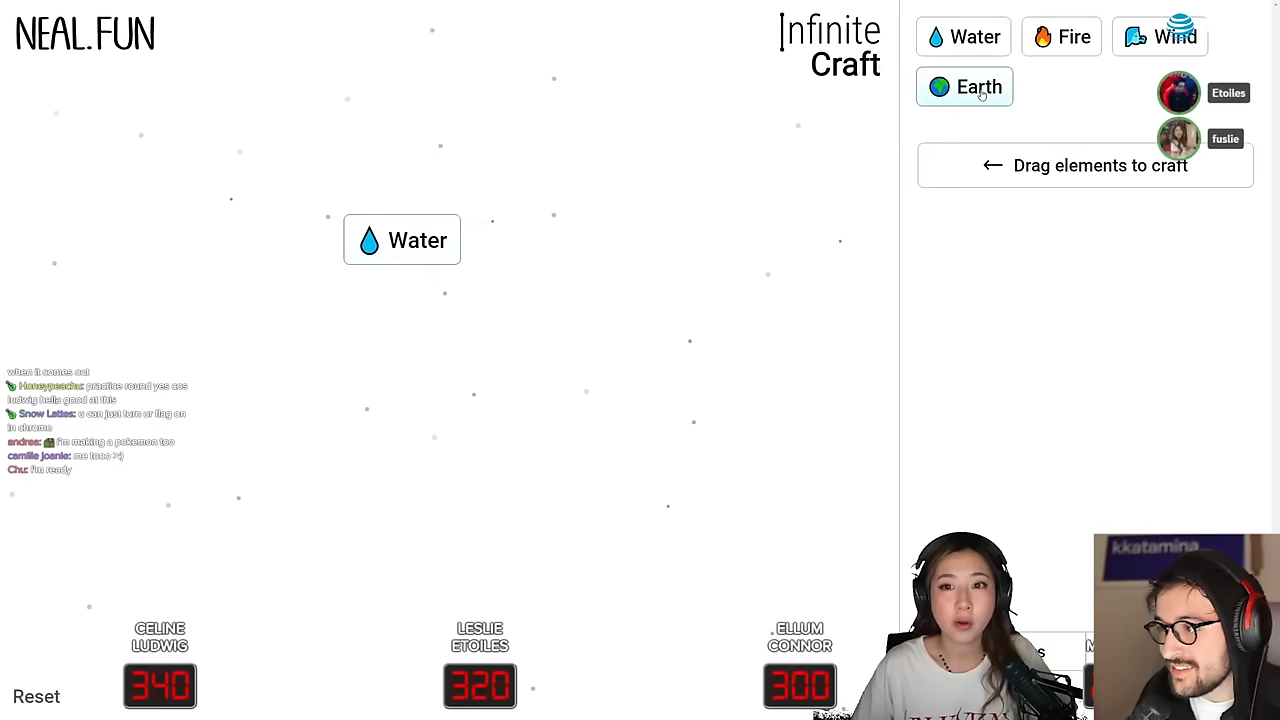 NEAL.FUN
Infinite
Craft
Water
Fire
Wind
Earth
Etoiles
fuslie
← Drag elements to craft
Water
when it comes out
Honeypeachu: practice round yes cos
ludwig hella good at this
Snow Lattes: u can just turn ur flag on
in chrome
andrea: i'm making a pokemon too
camille joanie: me tooo >:)
Chu: I'm ready
kkatamina
CELINE
LUDWIG
340
LESLIE
ETOILES
320
ELLUM
CONNOR
300
Reset